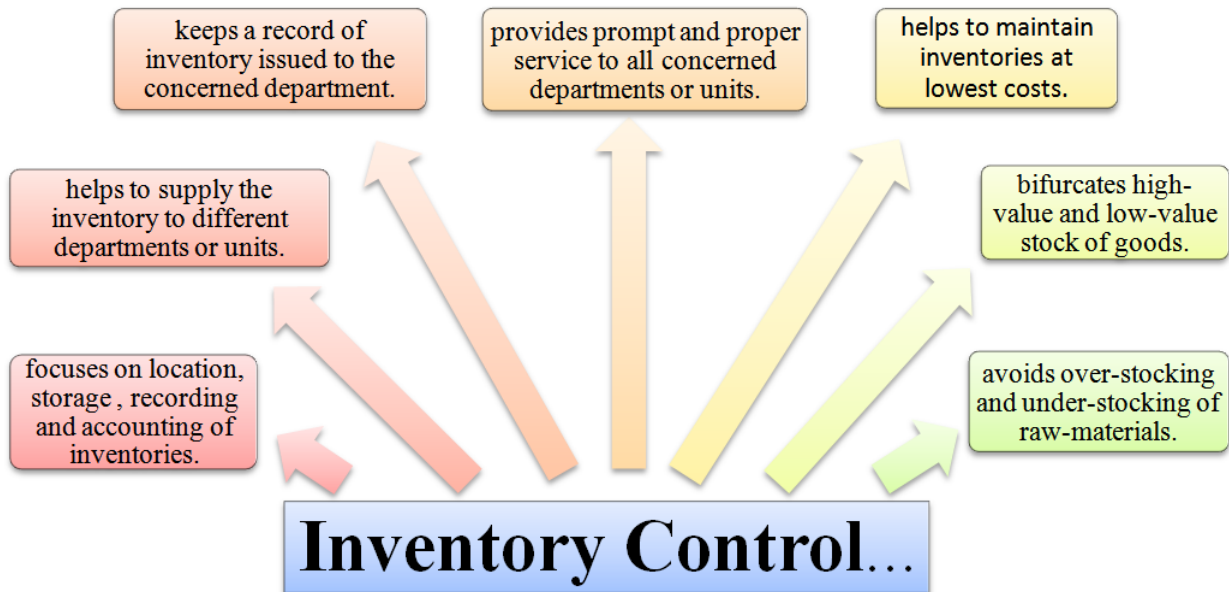 keeps a record of
inventory issued to the
concerned department.
provides prompt and proper
service to all concerned
departments or units.
helps to maintain
inventories at
lowest costs.
helps to supply the
inventory to different
departments or units.
bifurcates high-
value and low-value
stock of goods.
focuses on location,
storage , recording
and accounting of
inventories.
avoids over-stocking
and under-stocking of
raw-materials.
Inventory Control...